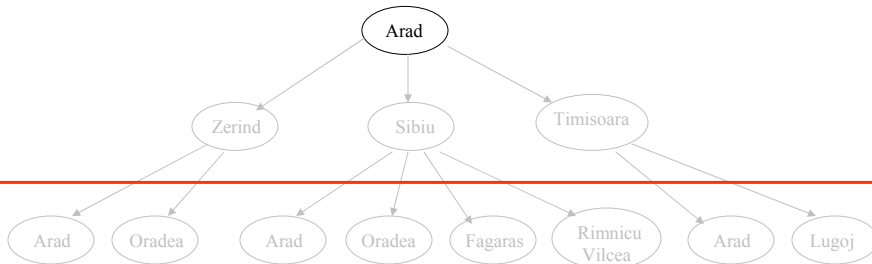 Arad
Zerind
Sibiu
Timisoara
Arad
Oradea
Arad
Oradea
Fagaras
Rimnicu
Vilcea
Arad
Lugoj